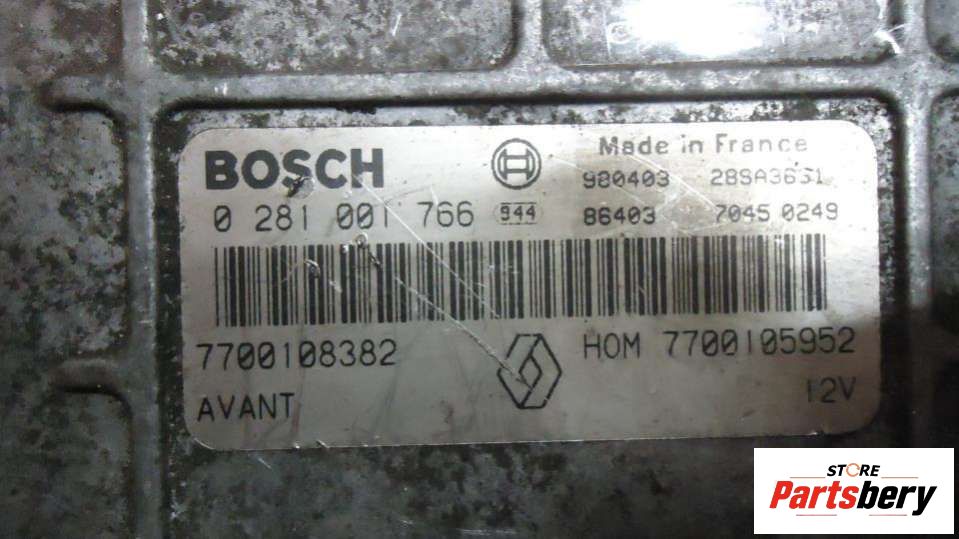 BOSCH Made in France
980403 28SA3631
0 281 001 766 944 86403 7045 0249
7700108382 HOM 7700105952
AVANT 12V
STORE
Partsbery